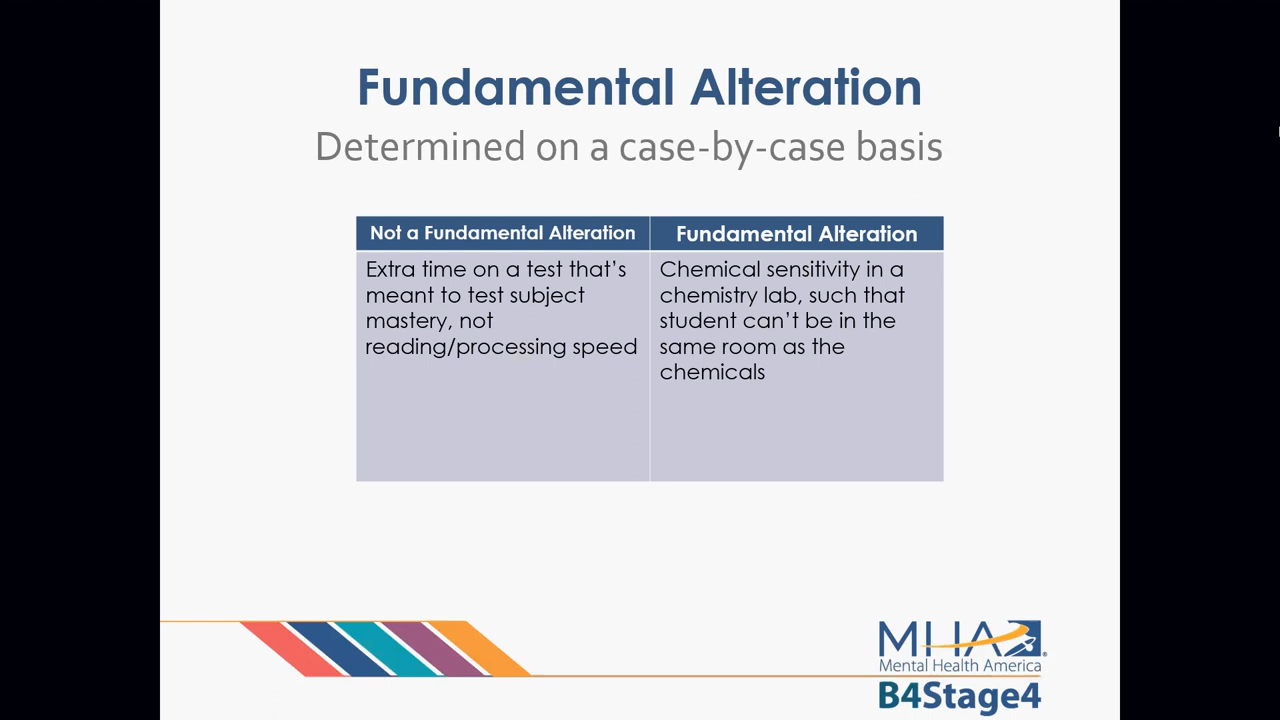 Fundamental Alteration
Determined on a case-by-case basis
Not a Fundamental Alteration
Fundamental Alteration
Extra time on a test that’s
meant to test subject
mastery, not
reading/processing speed
Chemical sensitivity in a
chemistry lab, such that
student can’t be in the
same room as the
chemicals
MHA®
Mental Health America
B4Stage4